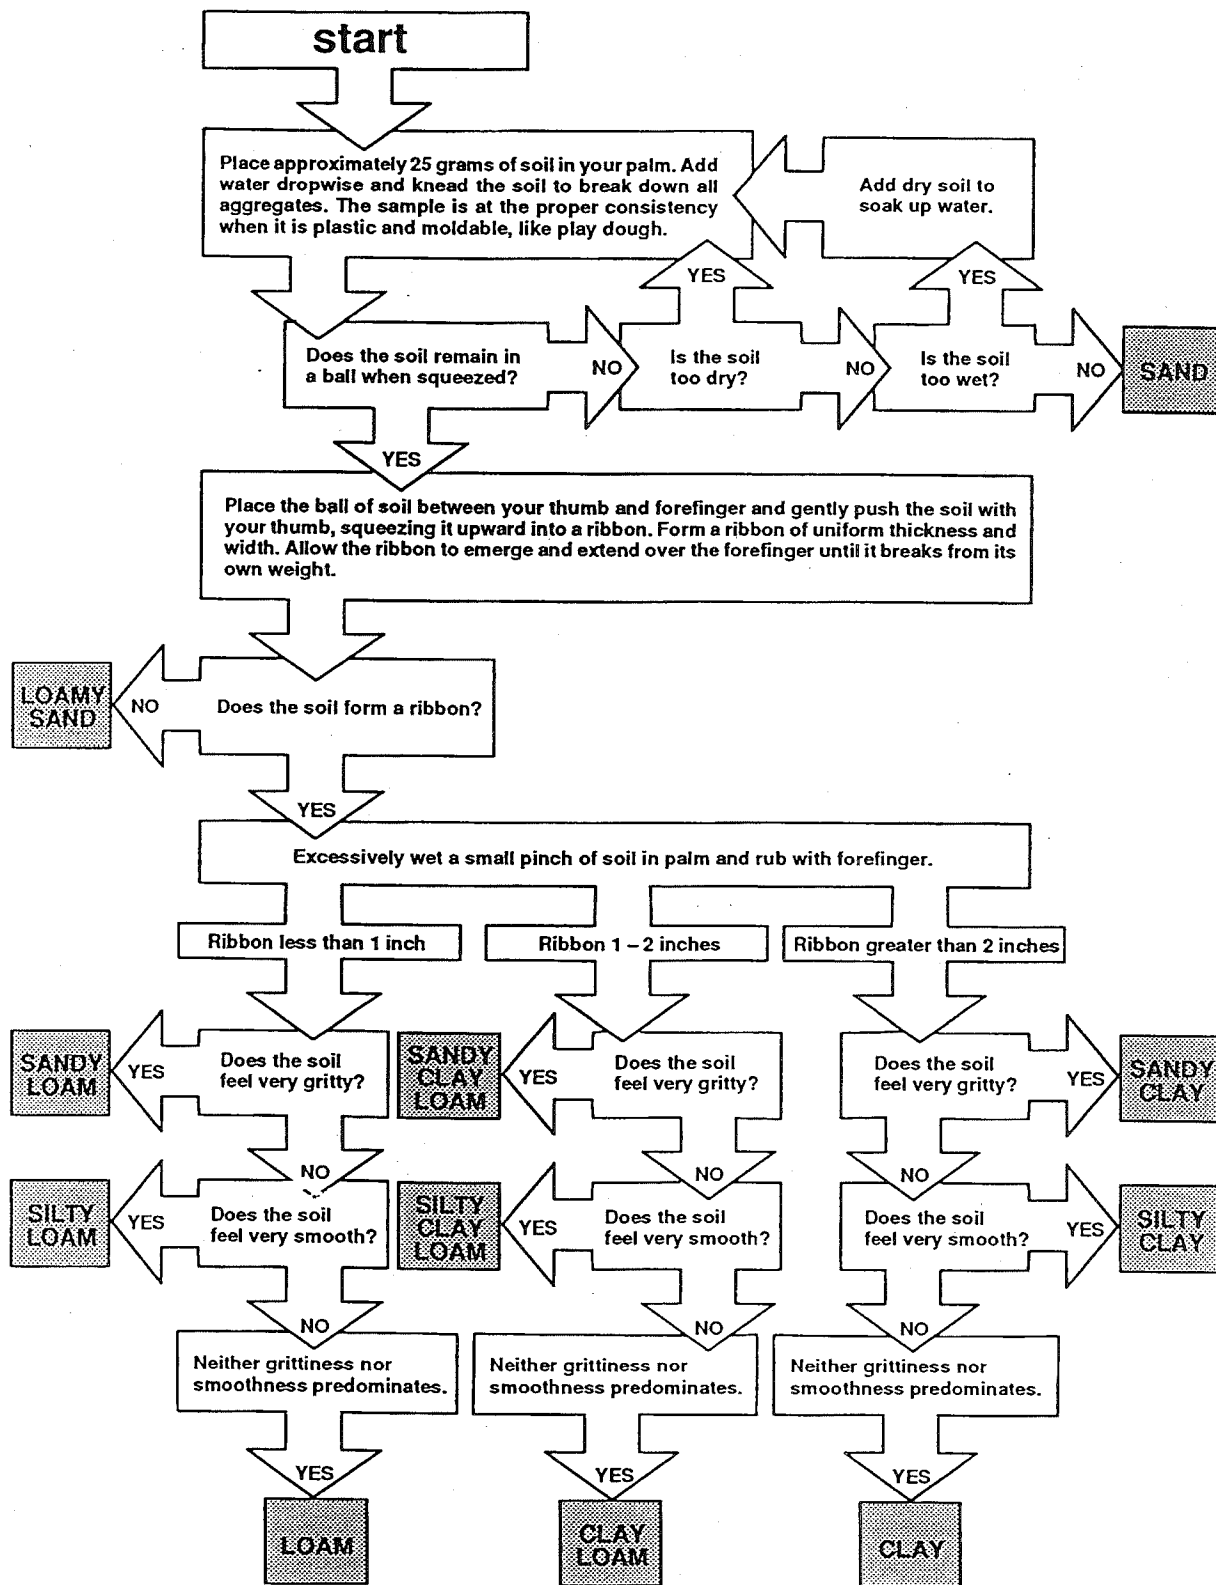 start
Place approximately 25 grams of soil in your palm. Add
water dropwise and knead the soil to break down all
aggregates. The sample is at the proper consistency
when it is plastic and moldable, like play dough.
Add dry soil to
soak up water.
YES
YES
Does the soil remain in
a ball when squeezed?
NO
Is the soil
too dry?
NO
Is the soil
too wet?
NO
SAND
YES
Place the ball of soil between your thumb and forefinger and gently push the soil with
your thumb, squeezing it upward into a ribbon. Form a ribbon of uniform thickness and
width. Allow the ribbon to emerge and extend over the forefinger until it breaks from its
own weight.
LOAMY
SAND
NO
Does the soil form a ribbon?
YES
Excessively wet a small pinch of soil in palm and rub with forefinger.
Ribbon less than 1 inch
Ribbon 1 – 2 inches
Ribbon greater than 2 inches
SANDY
LOAM
YES
Does the soil
feel very gritty?
SANDY
CLAY
LOAM
YES
Does the soil
feel very gritty?
Does the soil
feel very gritty?
YES
SANDY
CLAY
NO
NO
NO
SILTY
LOAM
YES
Does the soil
feel very smooth?
SILTY
CLAY
LOAM
YES
Does the soil
feel very smooth?
Does the soil
feel very smooth?
YES
SILTY
CLAY
NO
NO
NO
Neither grittiness nor
smoothness predominates.
Neither grittiness nor
smoothness predominates.
Neither grittiness nor
smoothness predominates.
YES
YES
YES
LOAM
CLAY
LOAM
CLAY